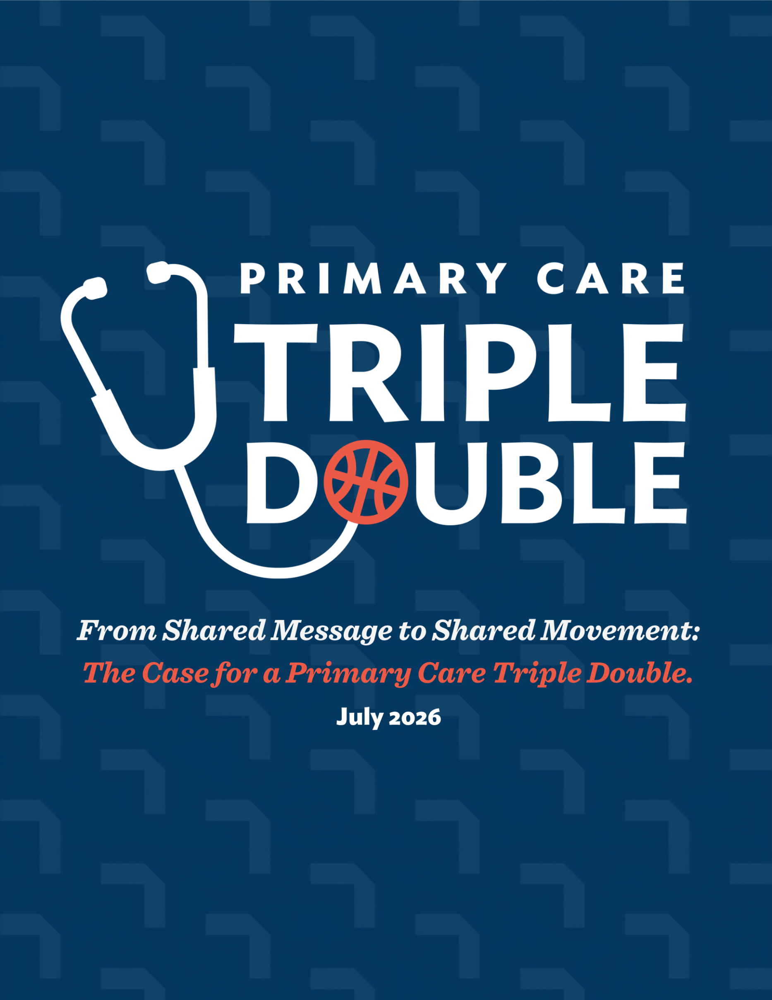 PRIMARY CARE
TRIPLE
DOUBLE
From Shared Message to Shared Movement:
The Case for a Primary Care Triple Double.
July 2026